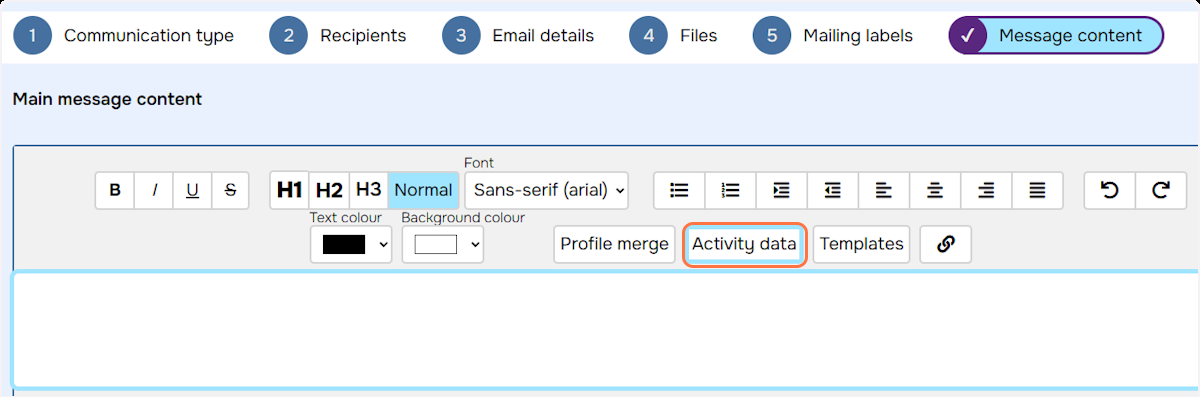 1 Communication type 2 Recipients 3 Email details 4 Files 5 Mailing labels ✓ Message content
Main message content
Font
B I U S H1 H2 H3 Normal Sans-serif (arial)
Text colour Background colour
Profile merge Activity data Templates